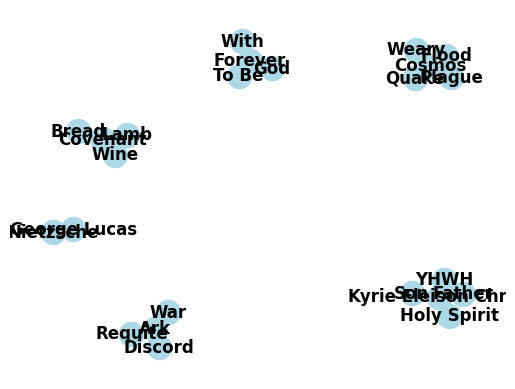 With
Forever
God
To Be
Weary
Flood
Cosmos
Quake
Plague
Bread
Lamb
Covenant
Wine
George Lucas
Nietzsche
YHWH
Son
Father
Kyrie Eleison Chr
Holy Spirit
War
Ark
Requite
Discord